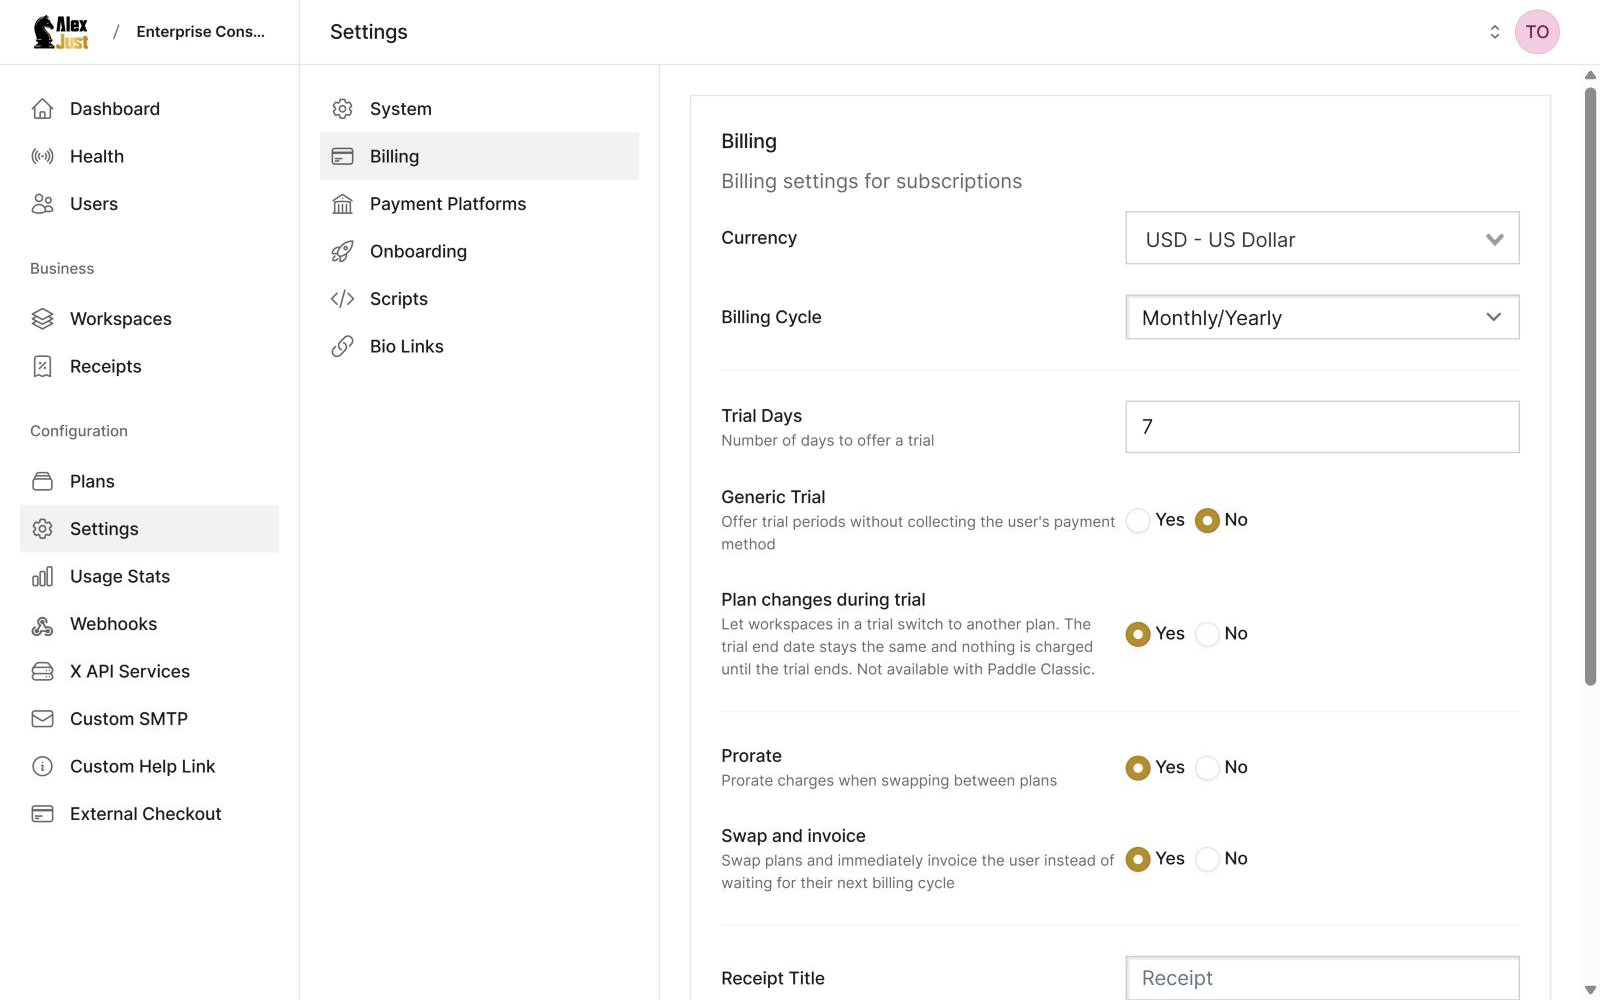 Alex
Just
/ Enterprise Cons...
Settings
TO
Dashboard
Health
Users
Business
Workspaces
Receipts
Configuration
Plans
Settings
Usage Stats
Webhooks
X API Services
Custom SMTP
Custom Help Link
External Checkout
System
Billing
Payment Platforms
Onboarding
Scripts
Bio Links
Billing
Billing settings for subscriptions
Currency
USD - US Dollar
Billing Cycle
Monthly/Yearly
Trial Days
Number of days to offer a trial
7
Generic Trial
Offer trial periods without collecting the user's payment
method
Yes No
Plan changes during trial
Let workspaces in a trial switch to another plan. The
trial end date stays the same and nothing is charged
until the trial ends. Not available with Paddle Classic.
Yes No
Prorate
Prorate charges when swapping between plans
Yes No
Swap and invoice
Swap plans and immediately invoice the user instead of
waiting for their next billing cycle
Yes No
Receipt Title
Receipt